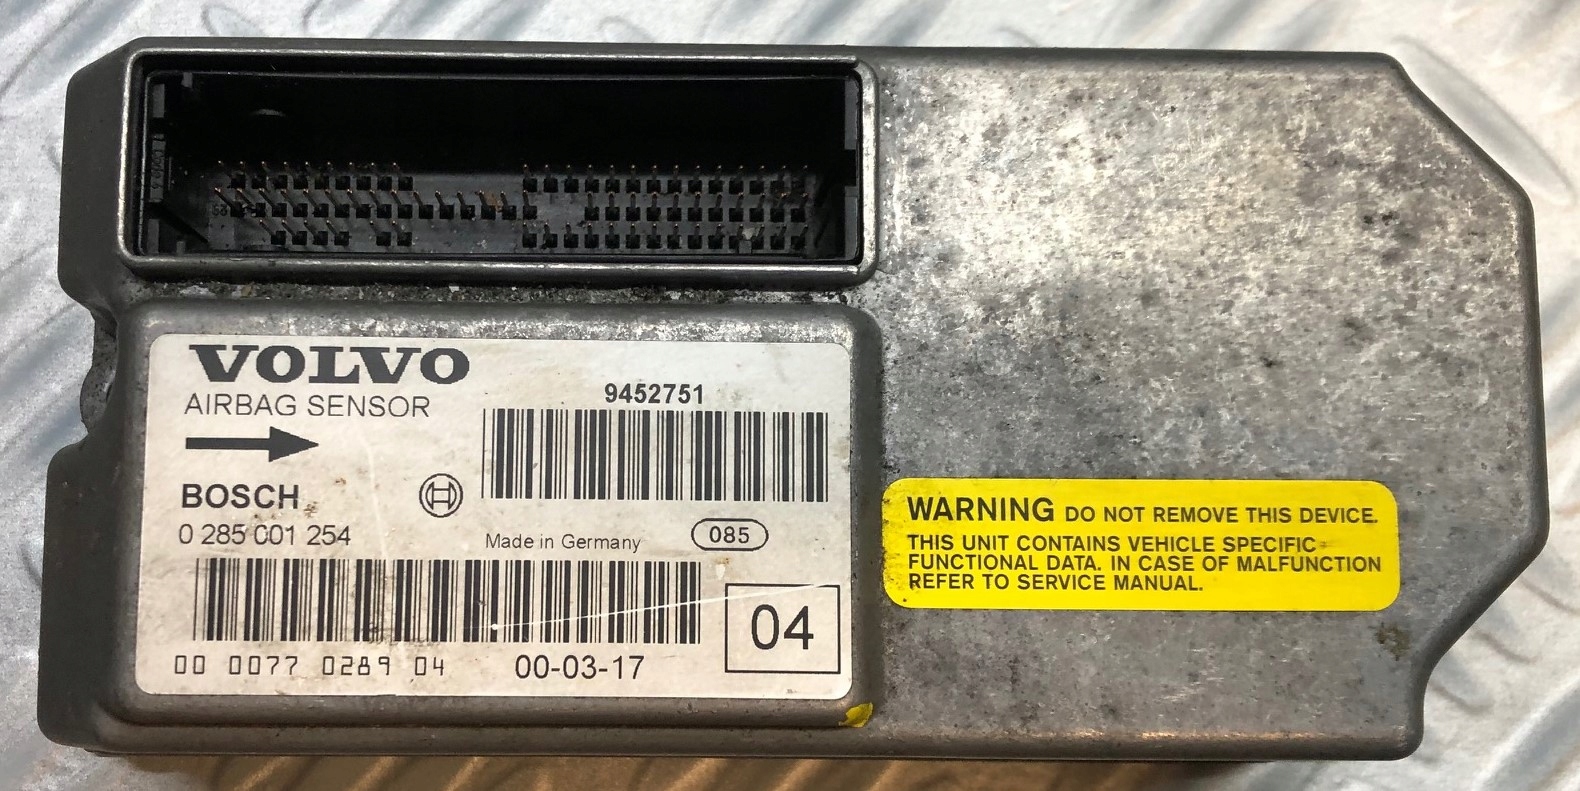 VOLVO
AIRBAG SENSOR
9452751
BOSCH
0 285 001 254
Made in Germany
085
00 0077 0289 04
00-03-17
04
WARNING DO NOT REMOVE THIS DEVICE.
THIS UNIT CONTAINS VEHICLE SPECIFIC
FUNCTIONAL DATA. IN CASE OF MALFUNCTION
REFER TO SERVICE MANUAL.